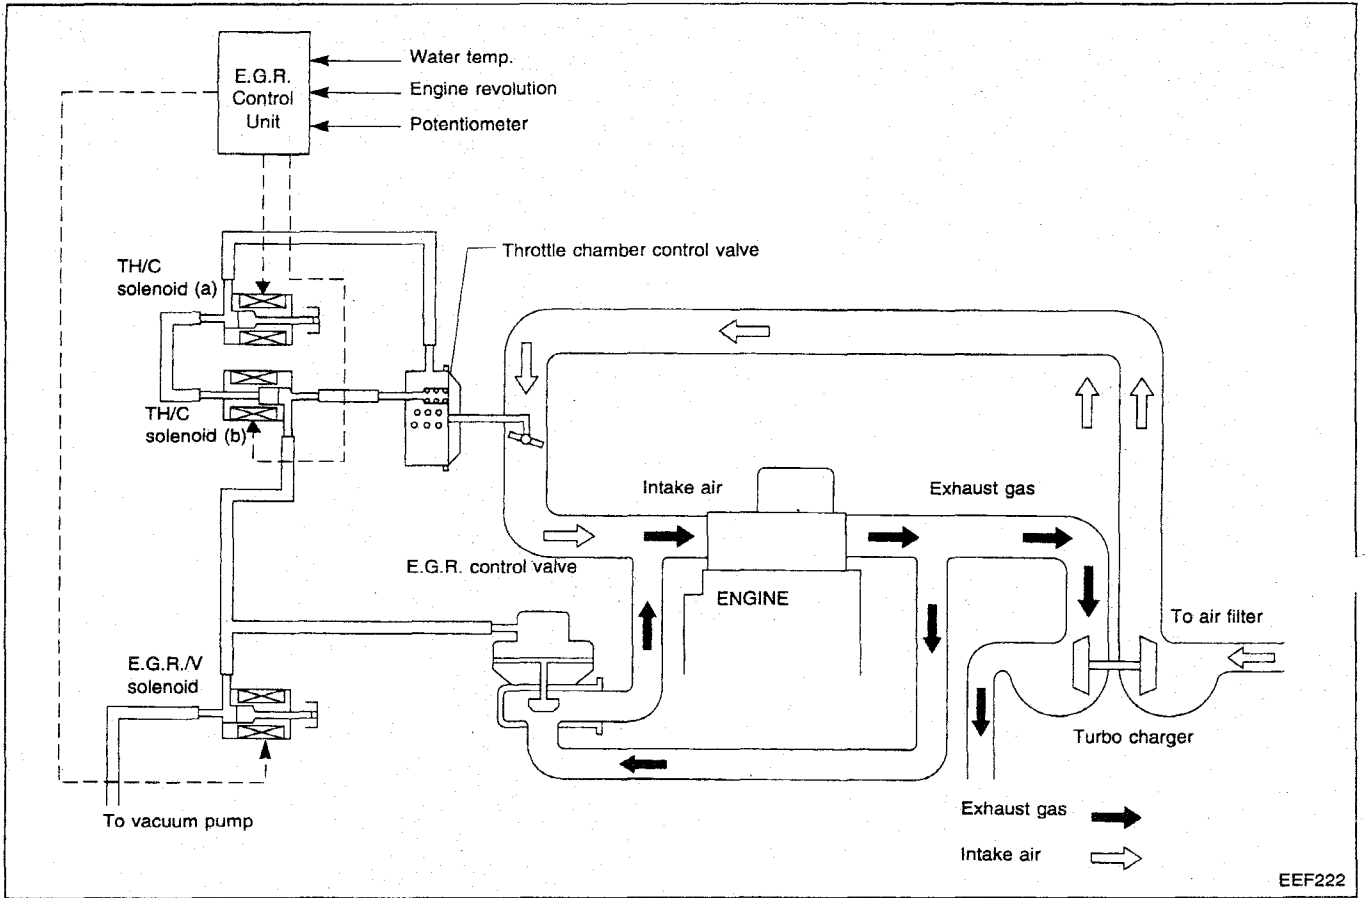 E.G.R.
Control
Unit
Water temp.
Engine revolution
Potentiometer
Throttle chamber control valve
TH/C
solenoid (a)
TH/C
solenoid (b)
Intake air
Exhaust gas
E.G.R. control valve
ENGINE
To air filter
E.G.R./V
solenoid
Turbo charger
To vacuum pump
Exhaust gas
Intake air
EEF222